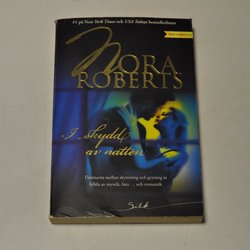 #1 på New York Times och USA Todays bestsellerlistor
NORA
ROBERTS
I skydd
av natten
Timmarna mellan skymning och gryning är
fyllda av mystik, fara ... och romantik.
Silk